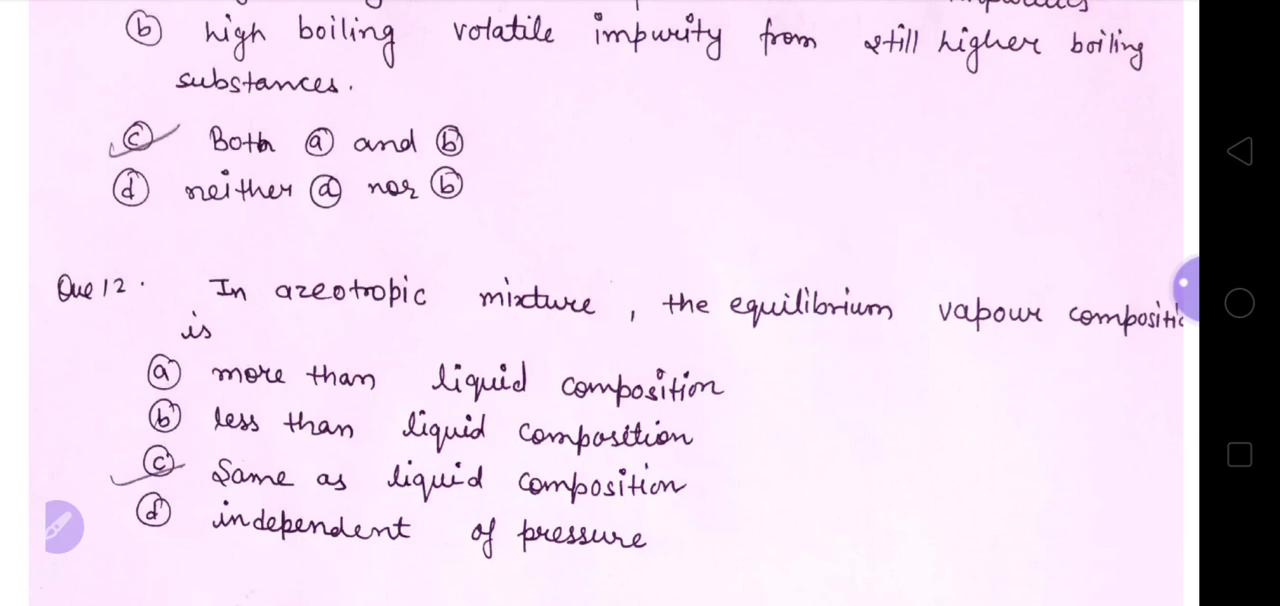 ⓑ high boiling volatile impurity from still higher boiling
substances.
ⓒ Both ⓐ and ⓑ
ⓓ neither ⓐ nor ⓑ
Que 12. In azeotropic mixture, the equilibrium vapour
is
ⓐ more than liquid composition
ⓑ less than liquid composition
ⓒ Same as liquid composition
ⓓ independent of pressure